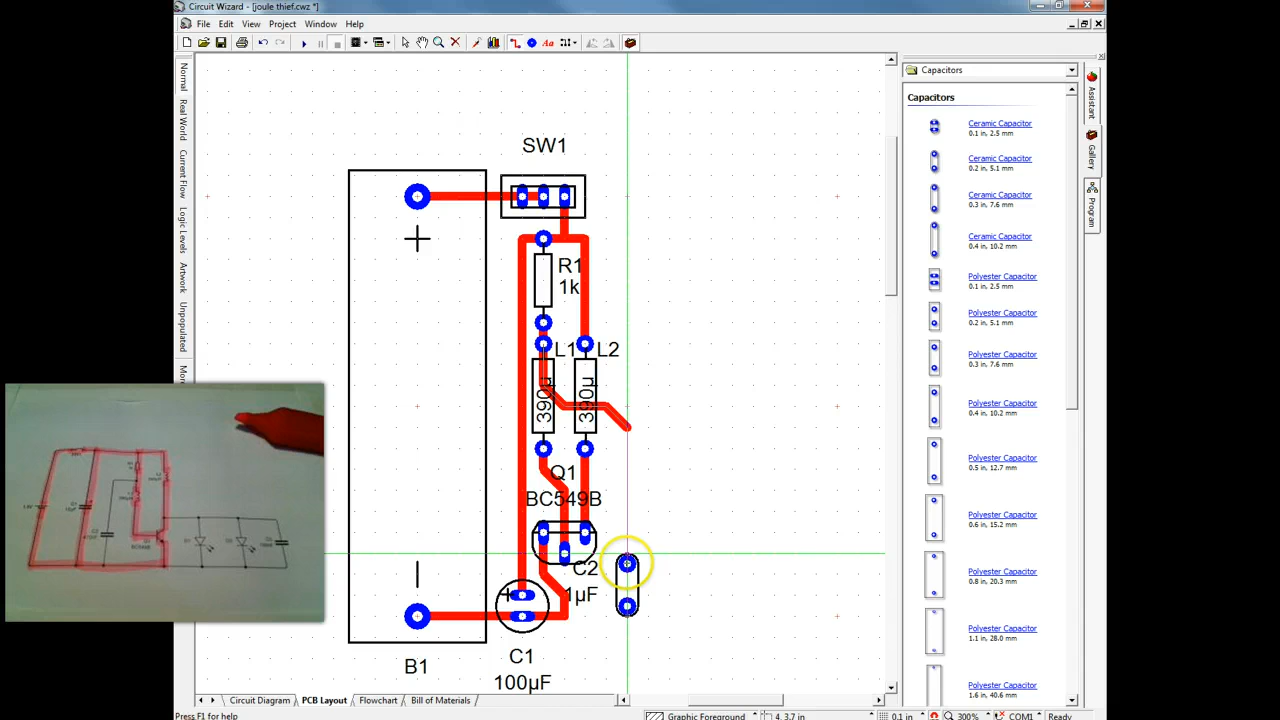 Circuit Wizard - [joule thief.cwz *]
File Edit View Project Window Help
Normal
Real World
Current Flow
Logic Levels
Artwork
Unpopulated
More
SW1
R1
1k
L1 L2
390µ 390µ
Q1
BC549B
C2
1µF
B1
C1
100µF
Capacitors
Capacitors
Ceramic Capacitor
0.1 in, 2.5 mm
Ceramic Capacitor
0.2 in, 5.1 mm
Ceramic Capacitor
0.3 in, 7.6 mm
Ceramic Capacitor
0.4 in, 10.2 mm
Polyester Capacitor
0.1 in, 2.5 mm
Polyester Capacitor
0.2 in, 5.1 mm
Polyester Capacitor
0.3 in, 7.6 mm
Polyester Capacitor
0.4 in, 10.2 mm
Polyester Capacitor
0.5 in, 12.7 mm
Polyester Capacitor
0.6 in, 15.2 mm
Polyester Capacitor
0.8 in, 20.3 mm
Polyester Capacitor
1.1 in, 28.0 mm
Polyester Capacitor
1.6 in, 40.6 mm
Assistant
Gallery
Program
Circuit Diagram PCB Layout Flowchart Bill of Materials
Press F1 for help Graphic Foreground 4, 3.7 in 0.1 in 300% COM1 Ready